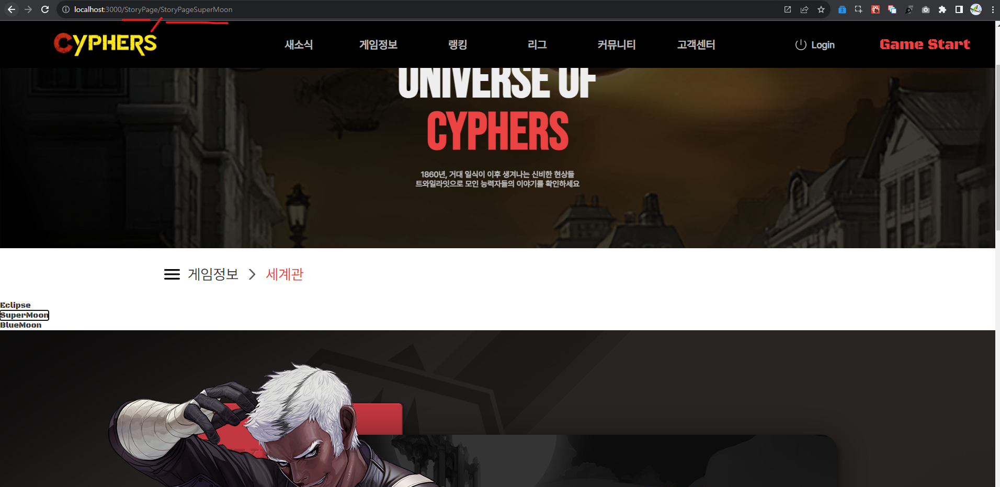 localhost:3000/StoryPage/StoryPageSuperMoon
CYPHERS
새소식
게임정보
랭킹
리그
커뮤니티
고객센터
Login
Game Start
UNIVERSE OF
CYPHERS
1860년, 거대 일식이 이후 생겨나는 신비한 현상들
트와일라잇으로 모인 능력자들의 이야기를 확인하세요
게임정보
세계관
Eclipse
SuperMoon
BlueMoon